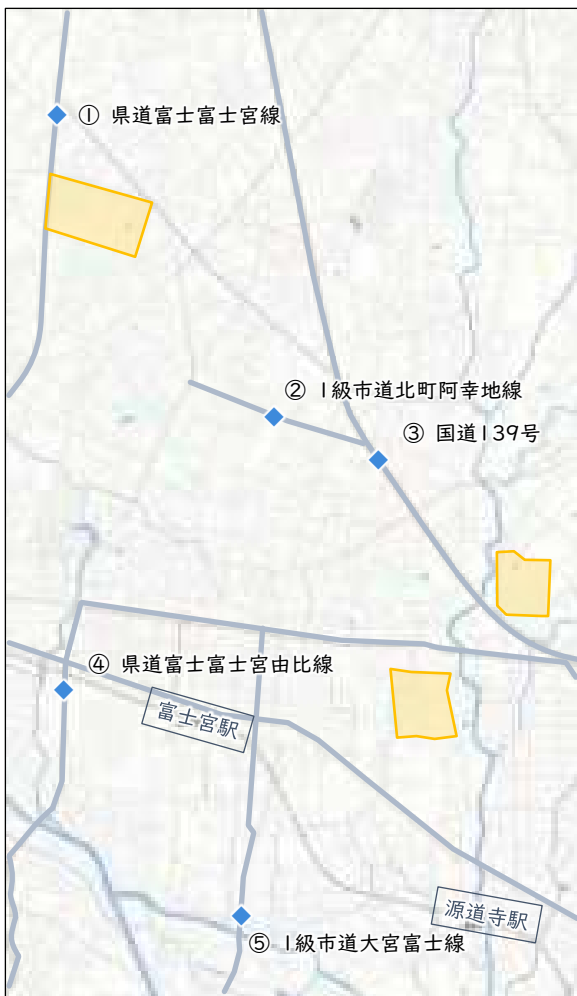 ① 県道富士富士宮線
② 1級市道北町阿幸地線
③ 国道139号
④ 県道富士富士宮由比線
富士宮駅
源道寺駅
⑤ 1級市道大宮富士線